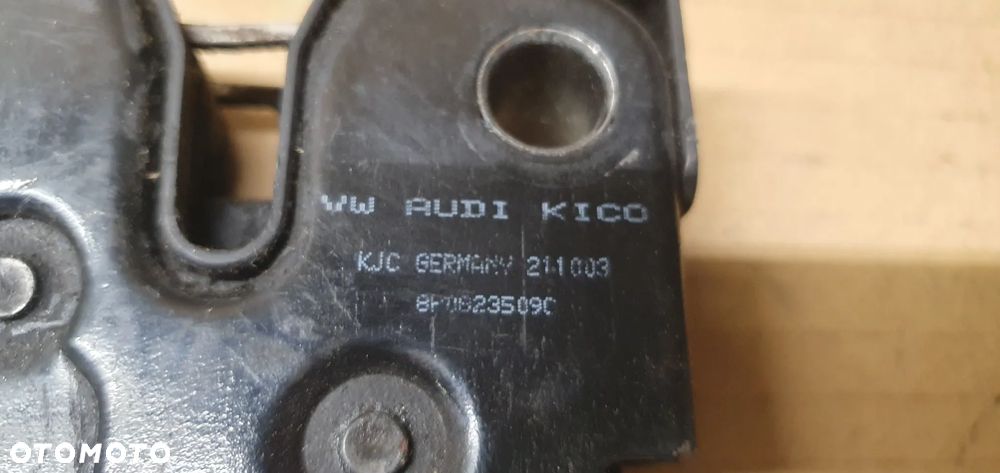 VW AUDI KICO
KJC GERMANY 211003
8P0823509C
OTOMOTO